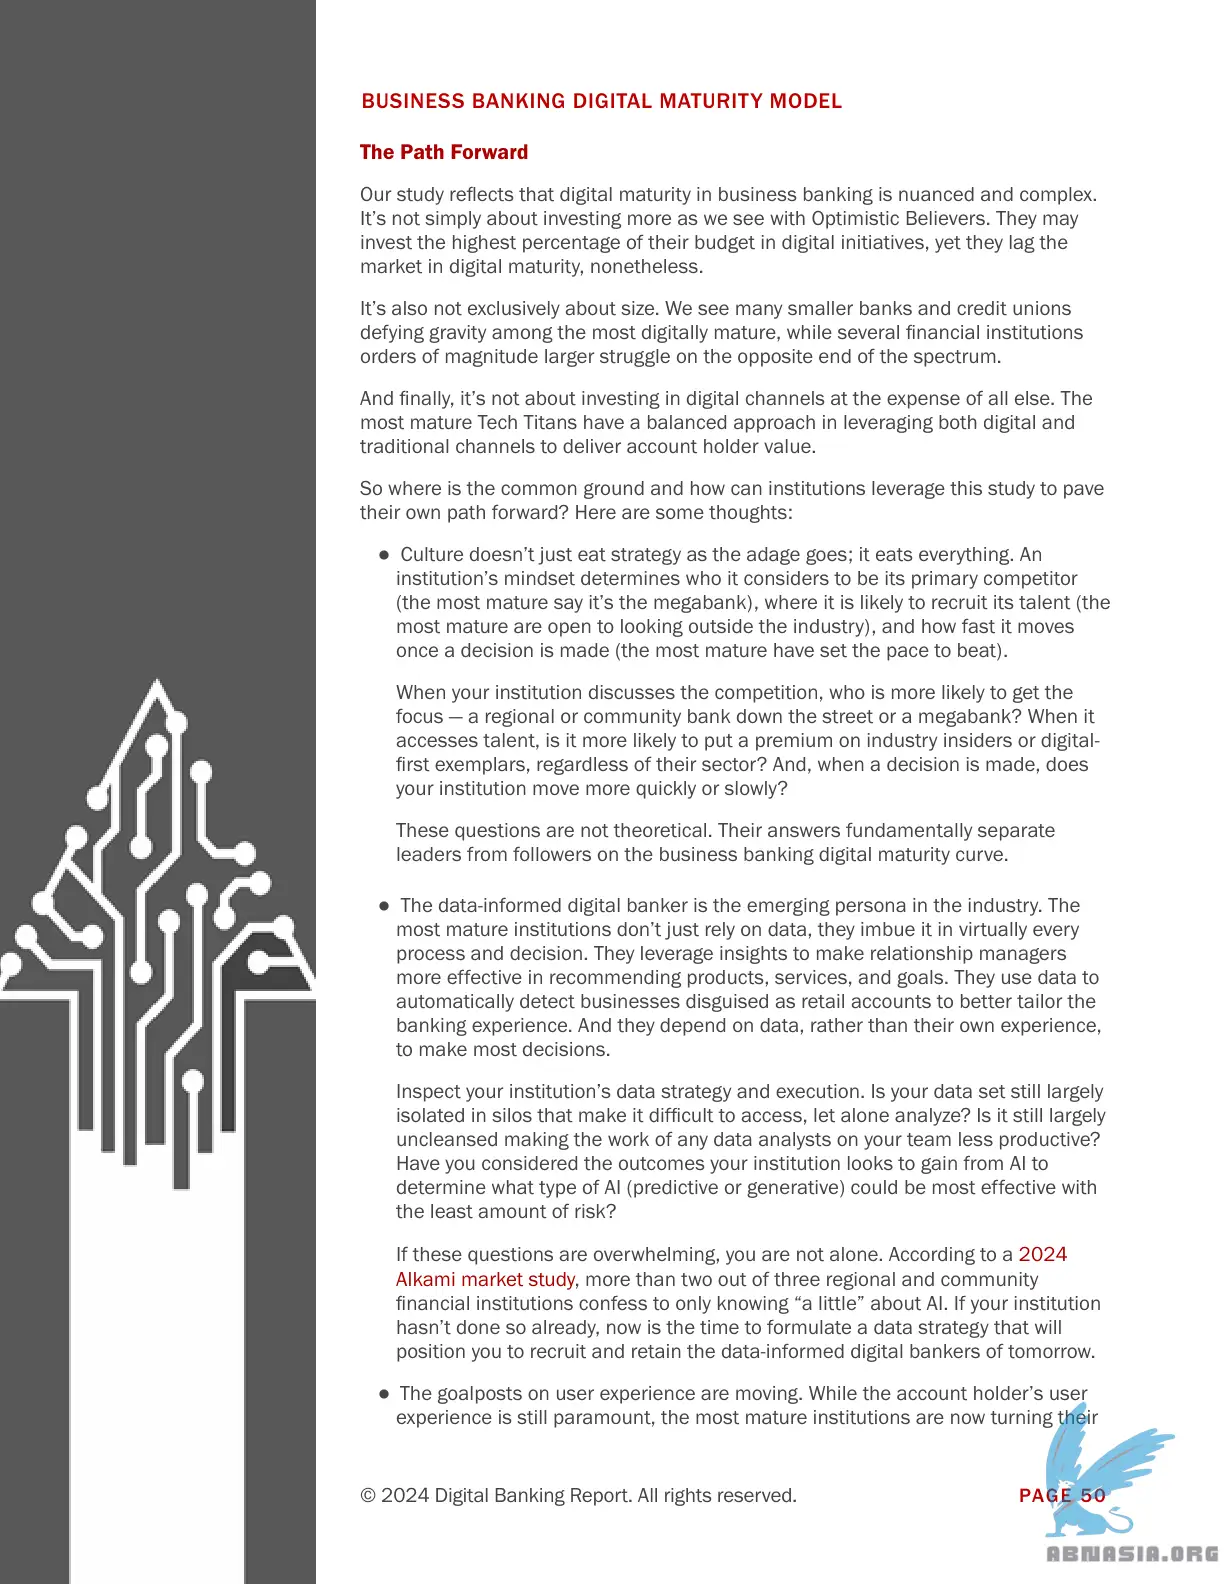 BUSINESS BANKING DIGITAL MATURITY MODEL
The Path Forward
Our study reflects that digital maturity in business banking is nuanced and complex.
It's not simply about investing more as we see with Optimistic Believers. They may
invest the highest percentage of their budget in digital initiatives, yet they lag the
market in digital maturity, nonetheless.
It's also not exclusively about size. We see many smaller banks and credit unions
defying gravity among the most digitally mature, while several financial institutions
orders of magnitude larger struggle on the opposite end of the spectrum.
And finally, it's not about investing in digital channels at the expense of all else. The
most mature Tech Titans have a balanced approach in leveraging both digital and
traditional channels to deliver account holder value.
So where is the common ground and how can institutions leverage this study to pave
their own path forward? Here are some thoughts:
● Culture doesn't just eat strategy as the adage goes; it eats everything. An
institution's mindset determines who it considers to be its primary competitor
(the most mature say it's the megabank), where it is likely to recruit its talent (the
most mature are open to looking outside the industry), and how fast it moves
once a decision is made (the most mature have set the pace to beat).
When your institution discusses the competition, who is more likely to get the
focus — a regional or community bank down the street or a megabank? When it
accesses talent, is it more likely to put a premium on industry insiders or digital-
first exemplars, regardless of their sector? And, when a decision is made, does
your institution move more quickly or slowly?
These questions are not theoretical. Their answers fundamentally separate
leaders from followers on the business banking digital maturity curve.
● The data-informed digital banker is the emerging persona in the industry. The
most mature institutions don't just rely on data, they imbue it in virtually every
process and decision. They leverage insights to make relationship managers
more effective in recommending products, services, and goals. They use data to
automatically detect businesses disguised as retail accounts to better tailor the
banking experience. And they depend on data, rather than their own experience,
to make most decisions.
Inspect your institution's data strategy and execution. Is your data set still largely
isolated in silos that make it difficult to access, let alone analyze? Is it still largely
uncleansed making the work of any data analysts on your team less productive?
Have you considered the outcomes your institution looks to gain from AI to
determine what type of AI (predictive or generative) could be most effective with
the least amount of risk?
If these questions are overwhelming, you are not alone. According to a 2024
Alkami market study, more than two out of three regional and community
financial institutions confess to only knowing “a little” about AI. If your institution
hasn't done so already, now is the time to formulate a data strategy that will
position you to recruit and retain the data-informed digital bankers of tomorrow.
● The goalposts on user experience are moving. While the account holder's user
experience is still paramount, the most mature institutions are now turning their
© 2024 Digital Banking Report. All rights reserved.
PAGE 50
ABNASIA.ORG